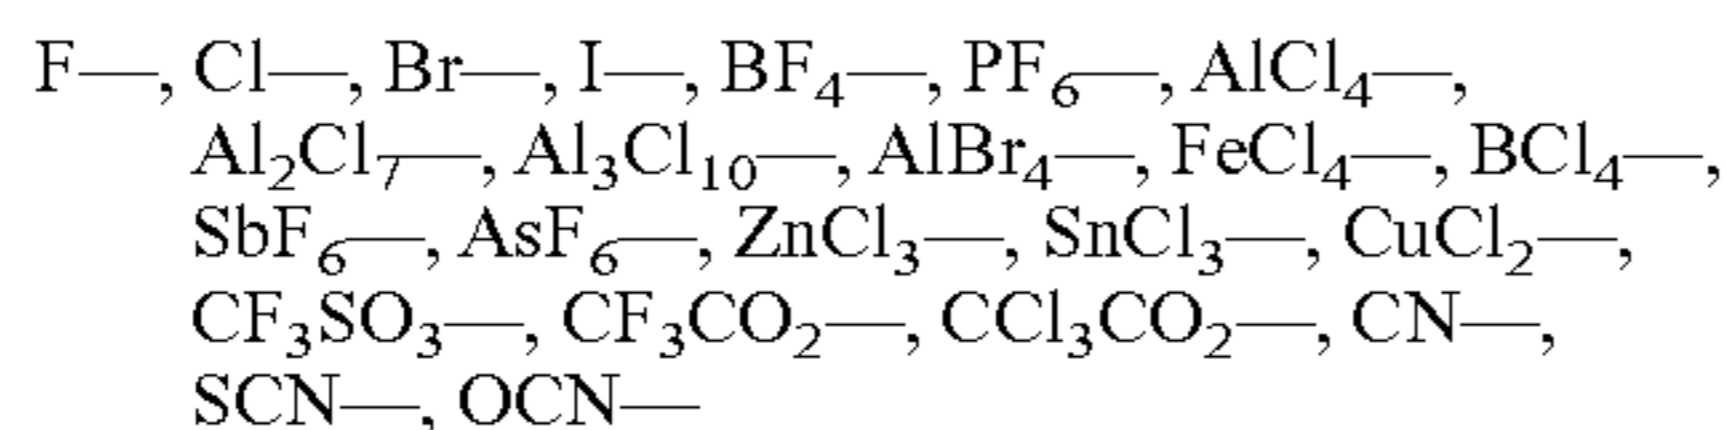 F—, Cl—, Br—, I—, BF₄—, PF₆—, AlCl₄—,
Al₂Cl₇—, Al₃Cl₁₀—, AlBr₄—, FeCl₄—, BCl₄—,
SbF₆—, AsF₆—, ZnCl₃—, SnCl₃—, CuCl₂—,
CF₃SO₃—, CF₃CO₂—, CCl₃CO₂—, CN—,
SCN—, OCN—